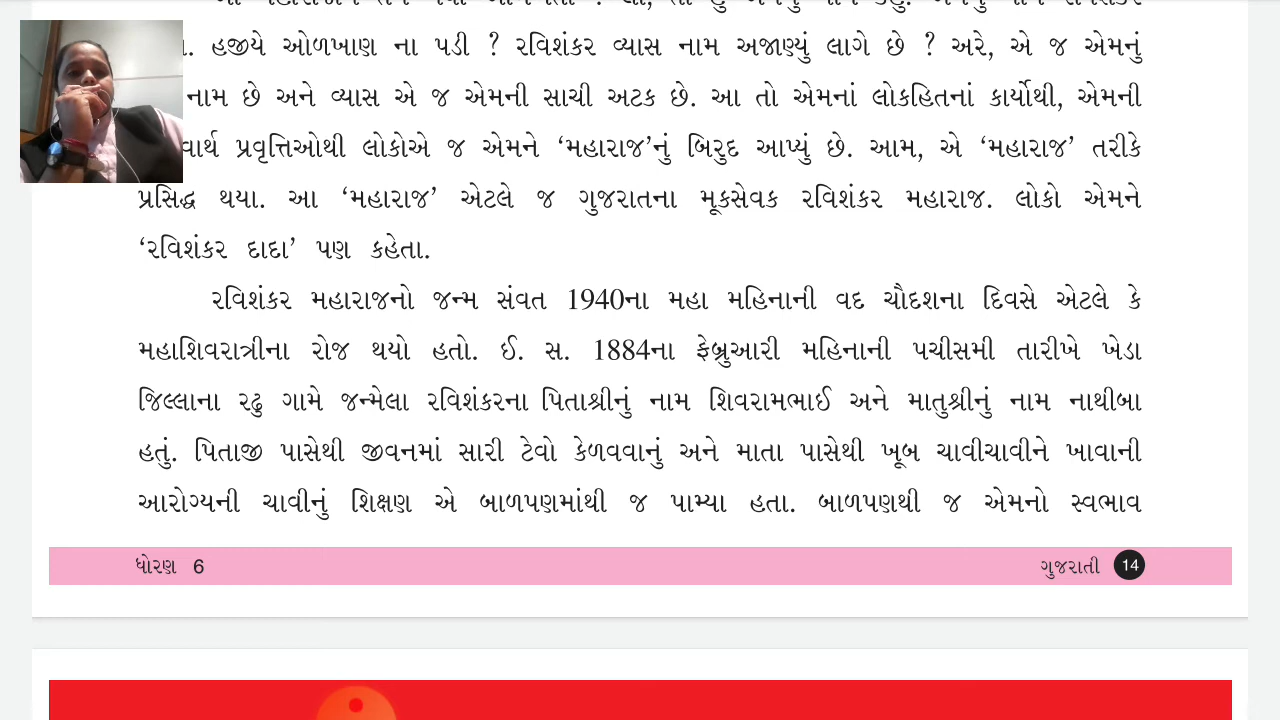 હજીયે ઓળખાણ ના પડી ? રવિશંકર વ્યાસ નામ અજાણ્યું લાગે છે ? અરે, એ જ એમનું
નામ છે અને વ્યાસ એ જ એમની સાચી અટક છે. આ તો એમનાં લોકહિતનાં કાર્યોથી, એમની
પ્રવૃત્તિઓથી લોકોએ જ એમને ‘મહારાજ’નું બિરુદ આપ્યું છે. આમ, એ ‘મહારાજ’ તરીકે
પ્રસિદ્ધ થયા. આ ‘મહારાજ’ એટલે જ ગુજરાતના મૂકસેવક રવિશંકર મહારાજ. લોકો એમને
‘રવિશંકર દાદા’ પણ કહેતા.
રવિશંકર મહારાજનો જન્મ સંવત 1940ના મહા મહિનાની વદ ચૌદશના દિવસે એટલે કે
મહાશિવરાત્રીના રોજ થયો હતો. ઈ. સ. 1884ના ફેબ્રુઆરી મહિનાની પચીસમી તારીખે ખેડા
જિલ્લાના રઢુ ગામે જન્મેલા રવિશંકરના પિતાશ્રીનું નામ શિવરામભાઈ અને માતુશ્રીનું નામ નાથીબા
હતું. પિતાજી પાસેથી જીવનમાં સારી ટેવો કેળવવાનું અને માતા પાસેથી ખૂબ ચાવીચાવીને ખાવાની
આરોગ્યની ચાવીનું શિક્ષણ એ બાળપણમાંથી જ પામ્યા હતા. બાળપણથી જ એમનો સ્વભાવ
ધોરણ 6
ગુજરાતી 14